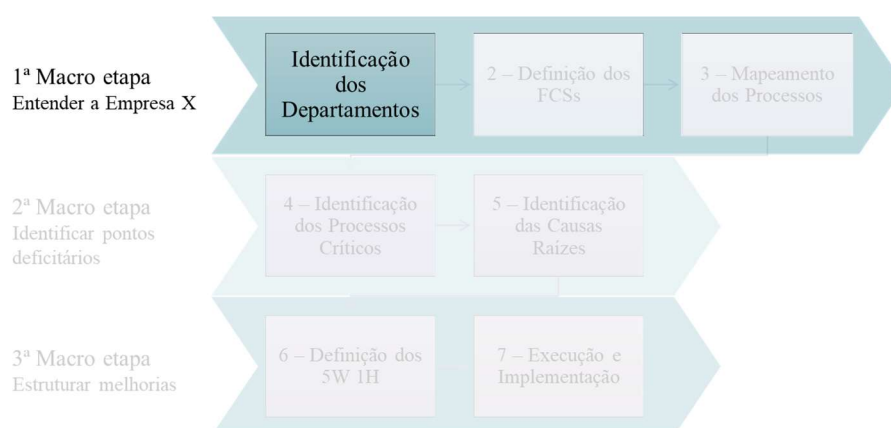 1ª Macro etapa
Entender a Empresa X
Identificação
dos
Departamentos
2 – Definição dos
FCSs
3 – Mapeamento
dos Processos
2ª Macro etapa
Identificar pontos
deficitários
4 – Identificação
dos Processos
Críticos
5 – Identificação
das Causas
Raízes
3ª Macro etapa
Estruturar melhorias
6 – Definição dos
5W 1H
7 – Execução e
Implementação